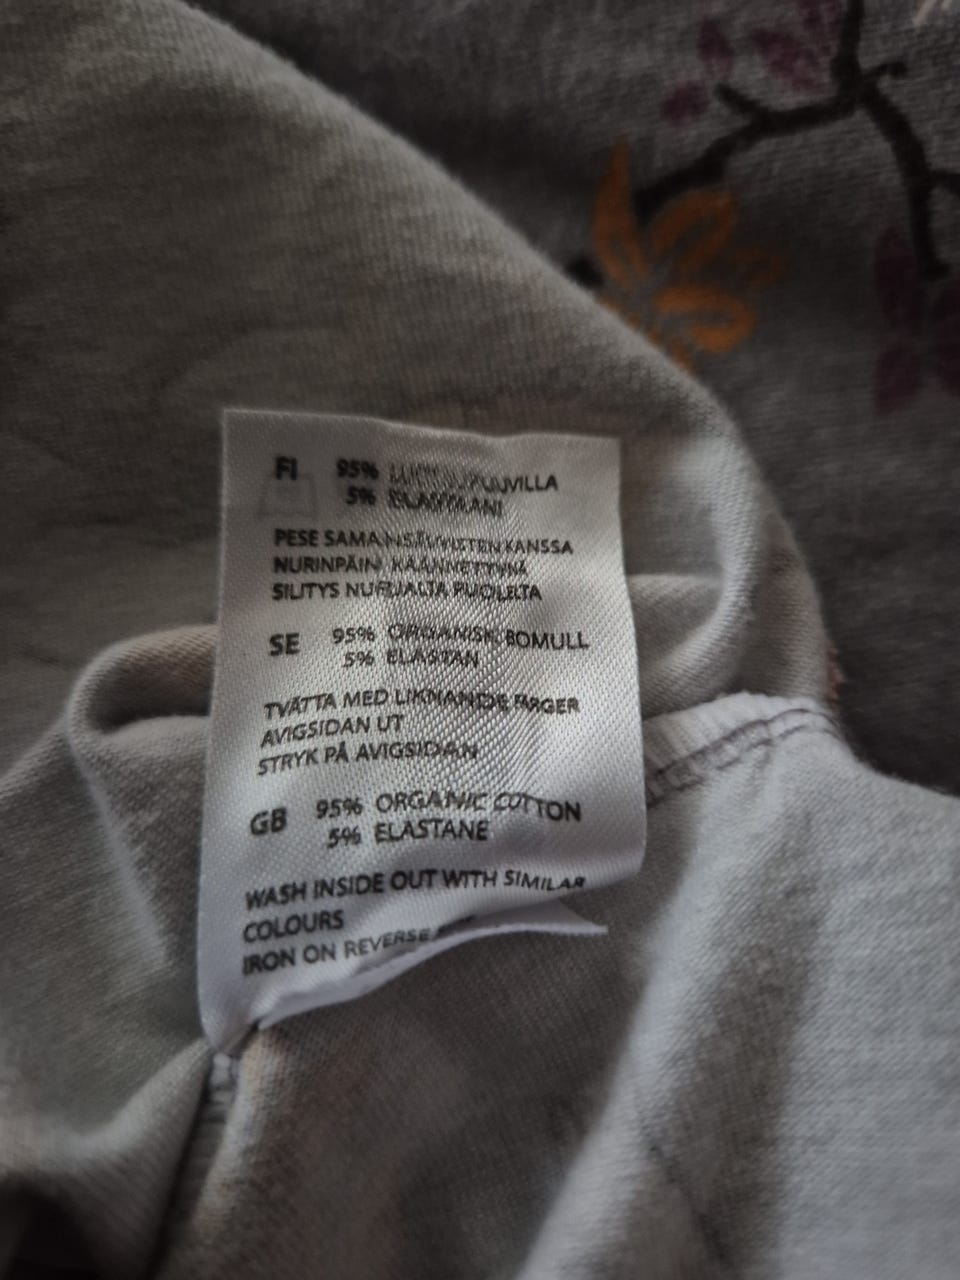 FI 95% LUOMUPUUVILLA
5% ELASTAANI
PESE SAMANSÄVYISTEN KANSSA
NURINPÄIN KÄÄNNETTYNÄ
SILITYS NURJALTA PUOLELTA
SE 95% ORGANISK BOMULL
5% ELASTAN
TVÄTTA MED LIKNANDE FÄRGER
AVIGSIDAN UT
STRYK PÅ AVIGSIDAN
GB 95% ORGANIC COTTON
5% ELASTANE
WASH INSIDE OUT WITH SIMILAR
COLOURS
IRON ON REVERSE